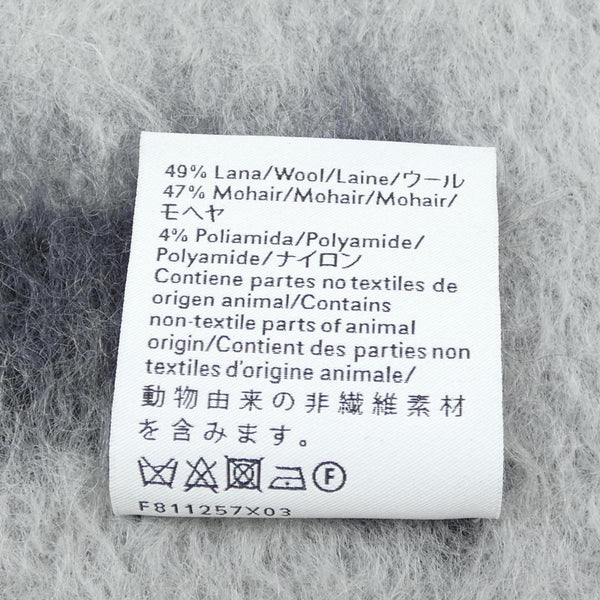 49% Lana/Wool/Laine/ウール
47% Mohair/Mohair/Mohair/
モヘヤ
4% Poliamida/Polyamide/
Polyamide/ナイロン
Contiene partes no textiles de
origen animal/Contains
non-textile parts of animal
origin/Contient des parties non
textiles d'origine animale/
動物由来の非繊維素材
を含みます。
F
F811257X03